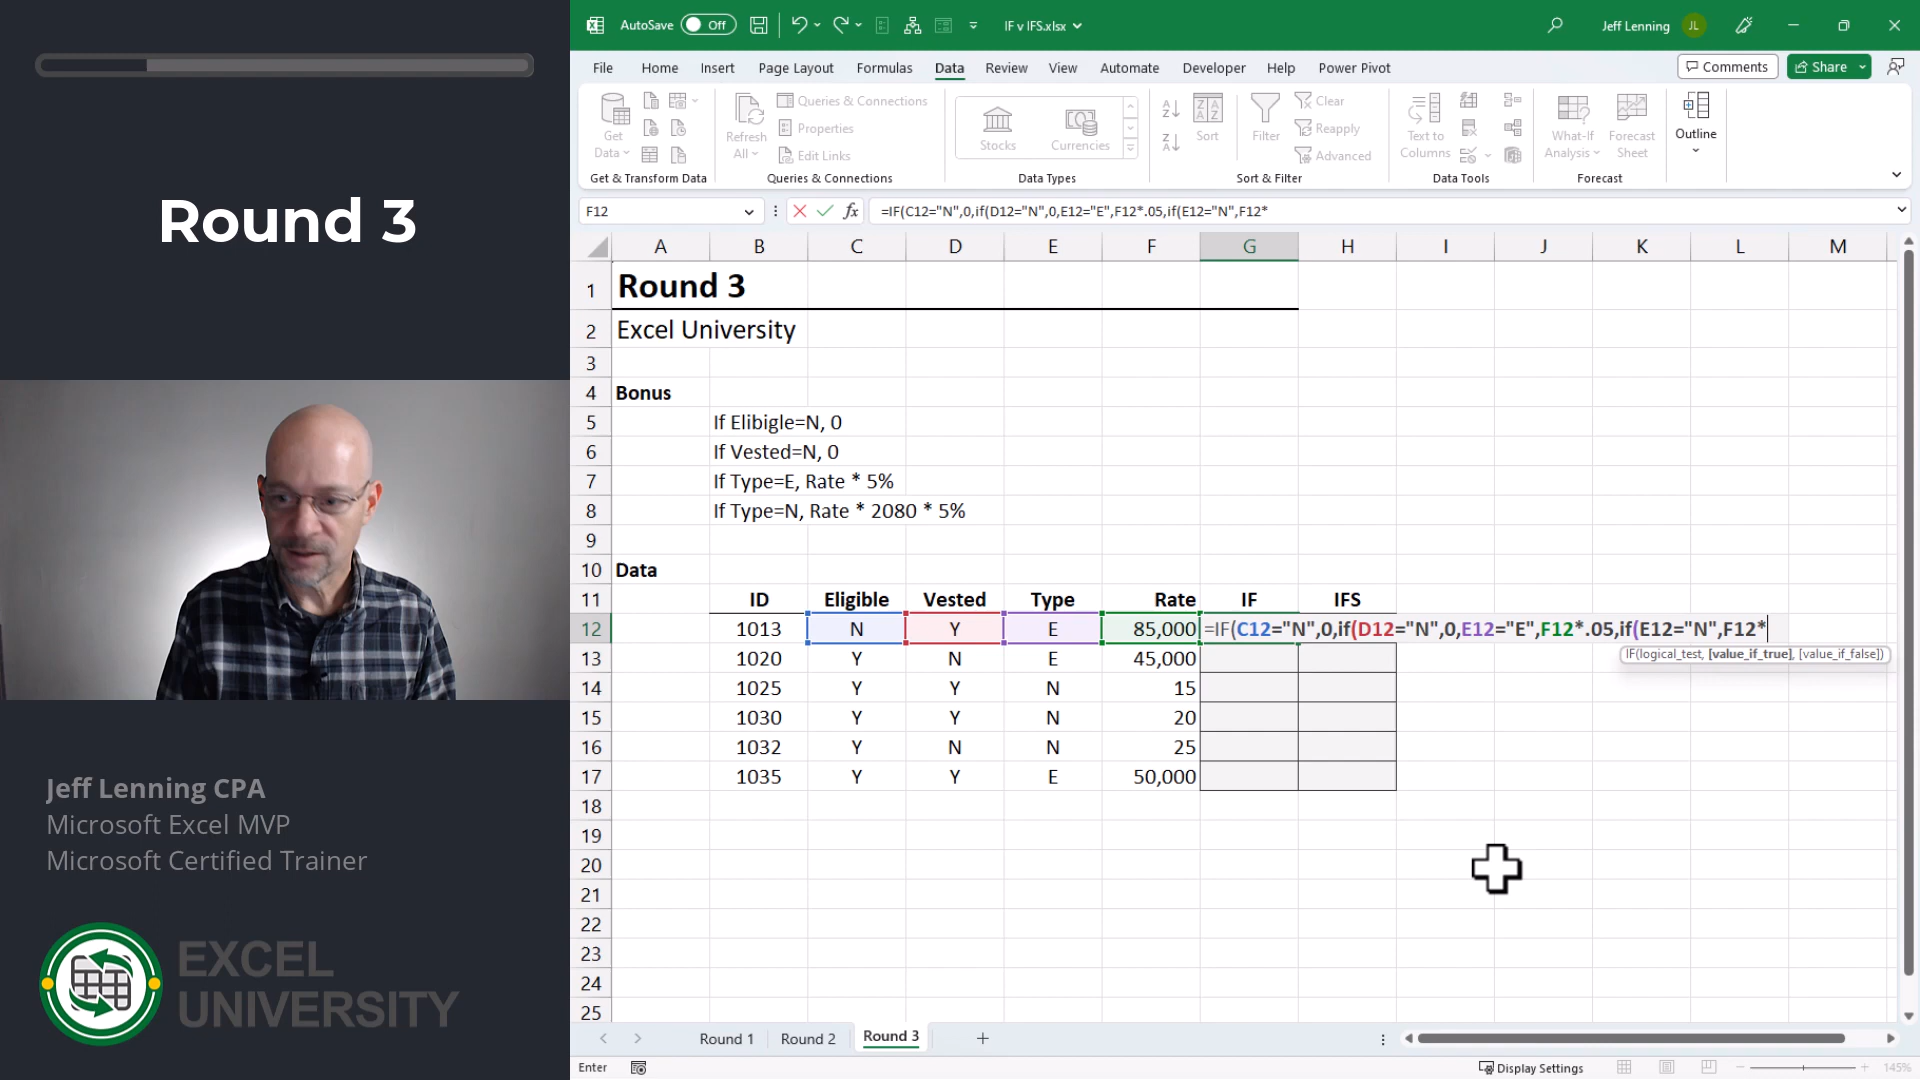 Round 3
Jeff Lenning CPA
Microsoft Excel MVP
Microsoft Certified Trainer
EXCEL
UNIVERSITY
AutoSave Off
IF v IFS.xlsx
Jeff Lenning JL
File Home Insert Page Layout Formulas Data Review View Automate Developer Help Power Pivot
Comments Share
Get
Data
Get & Transform Data
Refresh
All
Queries & Connections
Properties
Edit Links
Queries & Connections
Stocks Currencies
Data Types
Sort Filter
Clear
Reapply
Advanced
Sort & Filter
Text to
Columns
Data Tools
What-If
Analysis
Forecast
Sheet
Forecast
Outline
F12
fx
=IF(C12="N",0,if(D12="N",0,E12="E",F12*.05,if(E12="N",F12*
A B C D E F G H I J K L M
1 Round 3
2 Excel University
3
4 Bonus
5 If Elibigle=N, 0
6 If Vested=N, 0
7 If Type=E, Rate * 5%
8 If Type=N, Rate * 2080 * 5%
9
10 Data
11 ID Eligible Vested Type Rate IF IFS
12 1013 N Y E 85,000 =IF(C12="N",0,if(D12="N",0,E12="E",F12*.05,if(E12="N",F12*
IF(logical_test, [value_if_true], [value_if_false])
13 1020 Y N E 45,000
14 1025 Y Y N 15
15 1030 Y Y N 20
16 1032 Y N N 25
17 1035 Y Y E 50,000
18
19
20
21
22
23
24
25
Round 1 Round 2 Round 3
Enter
Display Settings
145%